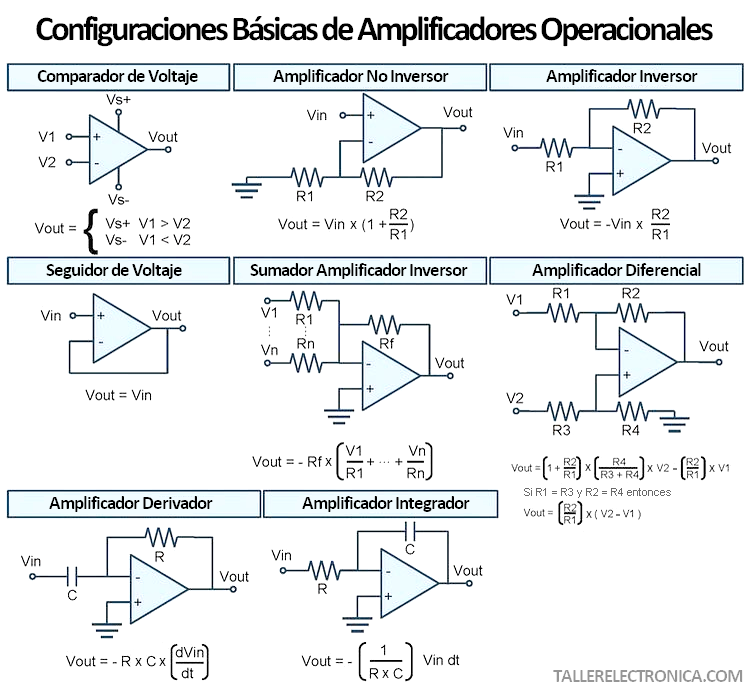 Configuraciones Básicas de Amplificadores Operacionales
Comparador de Voltaje
Vs+
V1
+
Vout
V2
-
Vs-
Vout = { Vs+ V1 > V2
Vs- V1 < V2
Amplificador No Inversor
Vin
+
Vout
-
R1
R2
Vout = Vin x (1 + R2/R1)
Amplificador Inversor
R2
Vin
R1
-
Vout
+
Vout = -Vin x R2/R1
Seguidor de Voltaje
Vin
+
Vout
-
Vout = Vin
Sumador Amplificador Inversor
V1
R1
Rf
Vn
Rn
-
Vout
+
Vout = - Rf x (V1/R1 + ... + Vn/Rn)
Amplificador Diferencial
V1
R1
R2
-
Vout
+
V2
R3
R4
Vout = (1 + R2/R1) x (R4/R3 + R4) x V2 - (R2/R1) x V1
Si R1 = R3 y R2 = R4 entonces
Vout = (R2/R1) x ( V2 - V1 )
Amplificador Derivador
R
Vin
C
-
Vout
+
Vout = - R x C x (dVin/dt)
Amplificador Integrador
C
Vin
R
-
Vout
+
Vout = - (1/R x C) Vin dt
TALLERELECTRONICA.COM